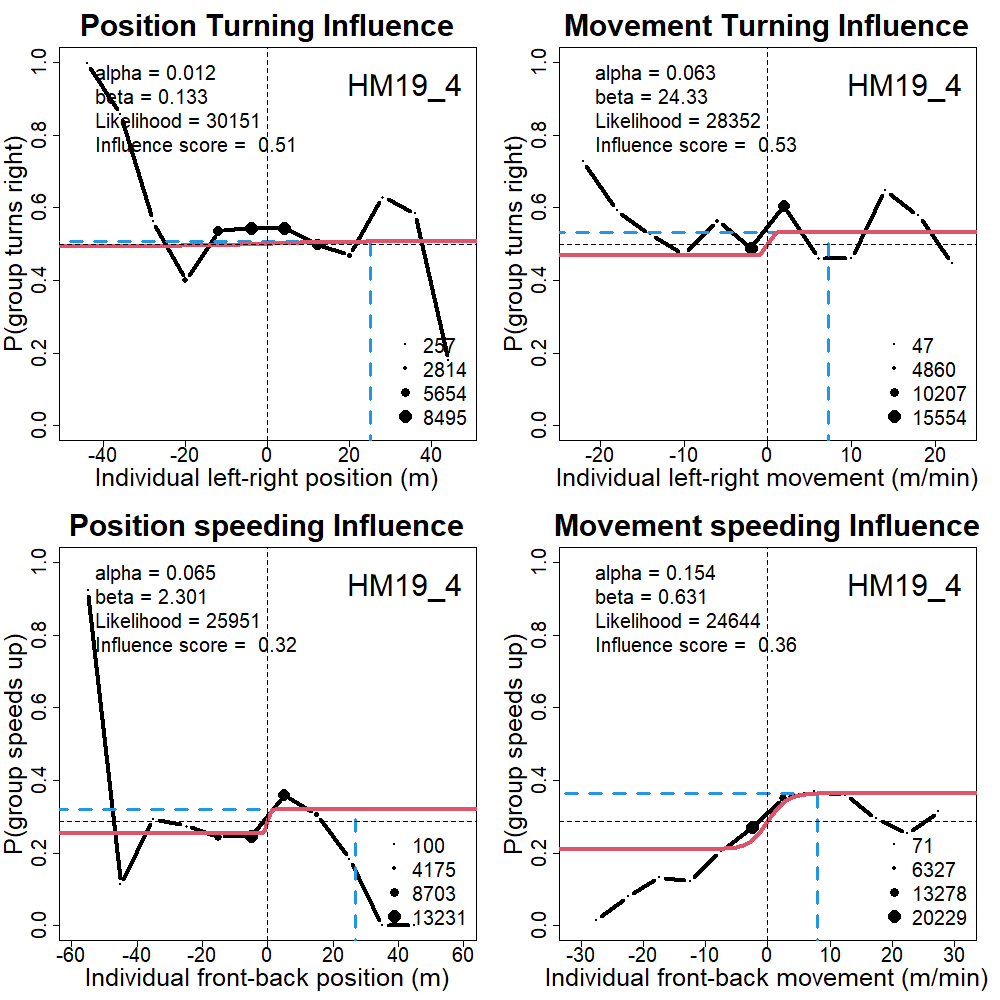 Position Turning Influence
alpha = 0.012
beta = 0.133
Likelihood = 30151
Influence score = 0.51
HM19_4
P(group turns right)
0.0 0.2 0.4 0.6 0.8 1.0
257
2814
5654
8495
-40 -20 0 20 40
Individual left-right position (m)
Movement Turning Influence
alpha = 0.063
beta = 24.33
Likelihood = 28352
Influence score = 0.53
HM19_4
P(group turns right)
0.0 0.2 0.4 0.6 0.8 1.0
47
4860
10207
15554
-20 -10 0 10 20
Individual left-right movement (m/min)
Position speeding Influence
alpha = 0.065
beta = 2.301
Likelihood = 25951
Influence score = 0.32
HM19_4
P(group speeds up)
0.0 0.2 0.4 0.6 0.8 1.0
100
4175
8703
13231
-60 -40 -20 0 20 40 60
Individual front-back position (m)
Movement speeding Influence
alpha = 0.154
beta = 0.631
Likelihood = 24644
Influence score = 0.36
HM19_4
P(group speeds up)
0.0 0.2 0.4 0.6 0.8 1.0
71
6327
13278
20229
-30 -20 -10 0 10 20 30
Individual front-back movement (m/min)